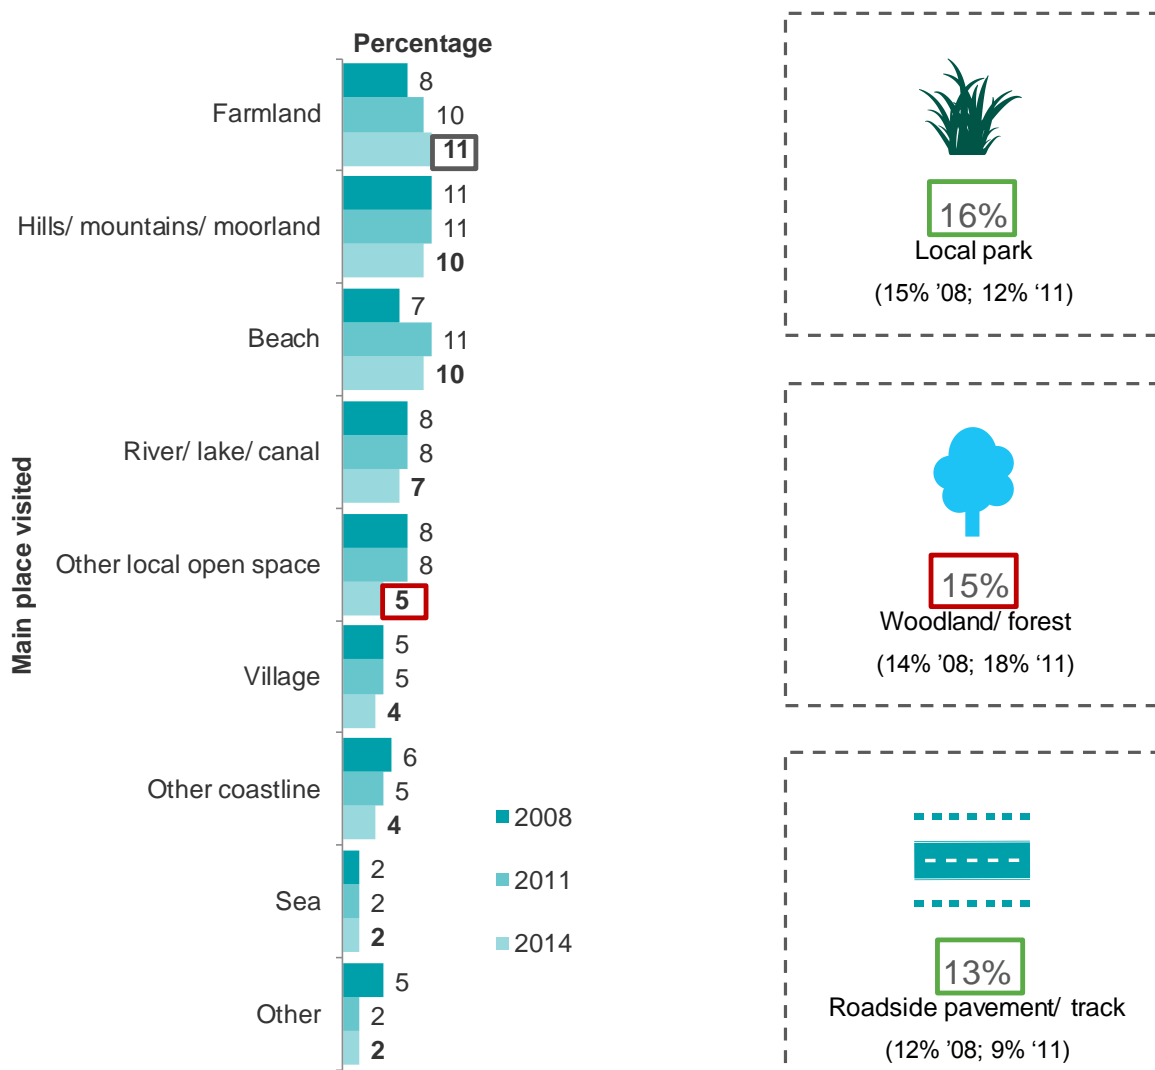 Percentage
Main place visited
Farmland
8
10
11
Hills/ mountains/ moorland
11
11
10
Beach
7
11
10
River/ lake/ canal
8
8
7
Other local open space
8
8
5
Village
5
5
4
Other coastline
6
5
4
Sea
2
2
2
Other
5
2
2
2008
2011
2014
16%
Local park
(15% ’08; 12% ‘11)
15%
Woodland/ forest
(14% ’08; 18% ‘11)
13%
Roadside pavement/ track
(12% ’08; 9% ‘11)